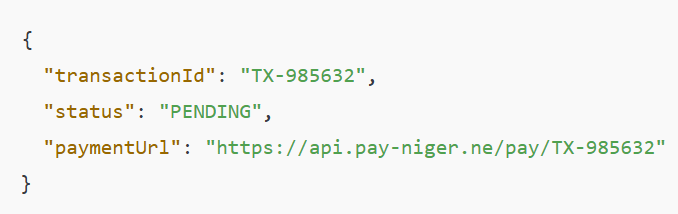 {
"transactionId": "TX-985632",
"status": "PENDING",
"paymentUrl": "https://api.pay-niger.ne/pay/TX-985632"
}